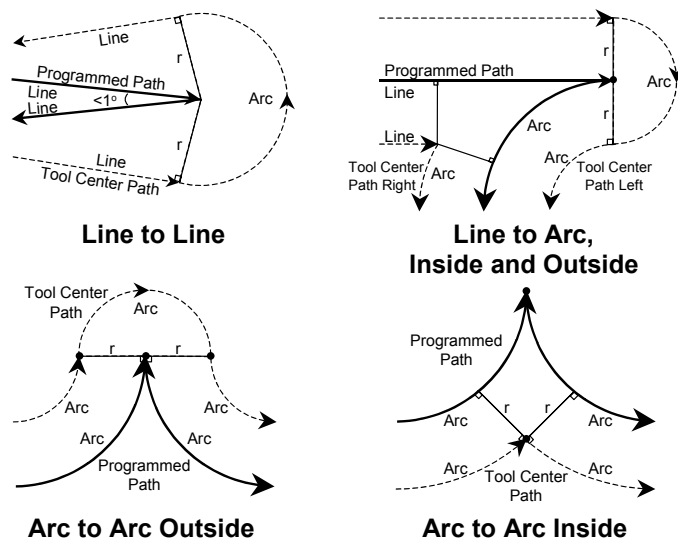 Line
r
Programmed Path
Line
Line
<1°
Arc
r
Line
Tool Center Path
Line to Line
r
Programmed Path
Arc
Line
r
Arc
Line
Arc
Tool Center
Path Right
Arc
Tool Center
Path Left
Line to Arc,
Inside and Outside
Tool Center
Path
Arc
r r
Arc
Arc
Arc
Arc
Programmed
Path
Arc to Arc Outside
Programmed
Path
r r
Arc
Arc
Arc
Arc
Tool Center
Path
Arc to Arc Inside